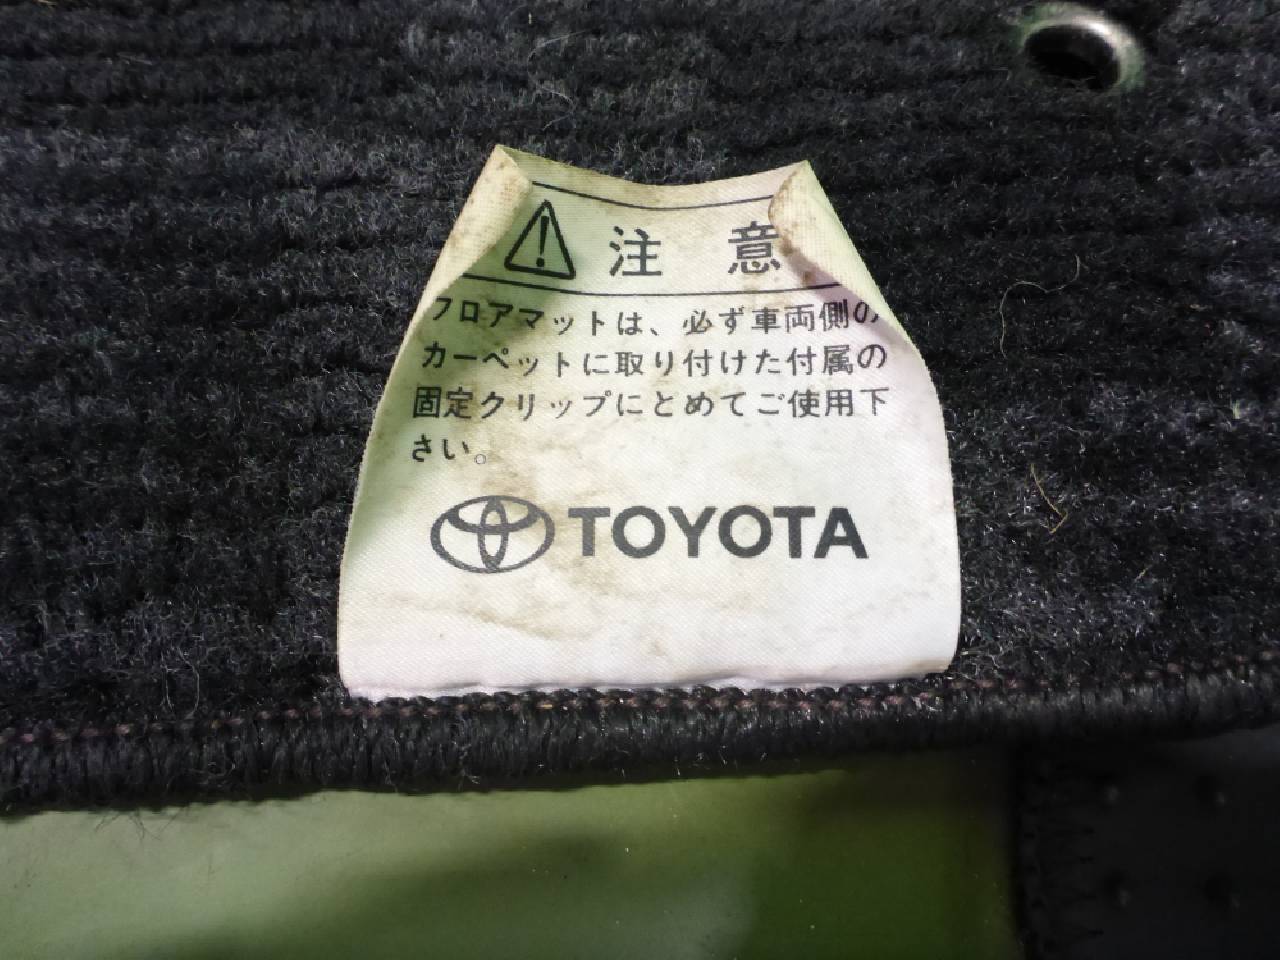 注 意
フロアマットは、必ず車両側の
カーペットに取り付けた付属の
固定クリップにとめてご使用下
さい。
TOYOTA